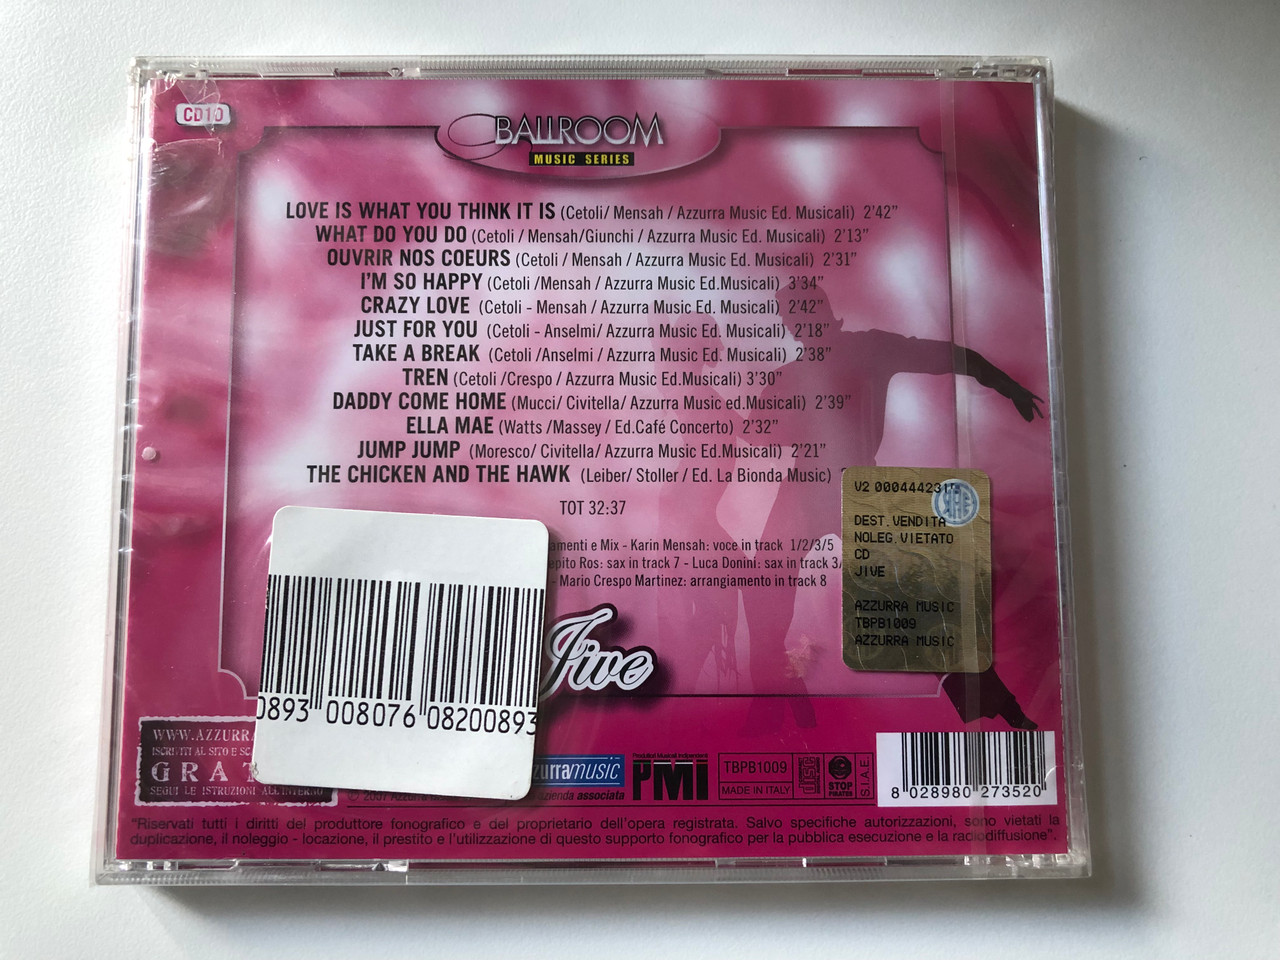 CD10
BALLROOM
MUSIC SERIES
LOVE IS WHAT YOU THINK IT IS (Cetoli/ Mensah / Azzurra Music Ed. Musicali) 2'42"
WHAT DO YOU DO (Cetoli / Mensah/Giunchi / Azzurra Music Ed. Musicali) 2'13"
OUVRIR NOS COEURS (Cetoli / Mensah / Azzurra Music Ed. Musicali) 2'31"
I'M SO HAPPY (Cetoli /Mensah / Azzurra Music Ed.Musicali) 3'34"
CRAZY LOVE (Cetoli - Mensah / Azzurra Music Ed. Musicali) 2'42"
JUST FOR YOU (Cetoli - Anselmi/ Azzurra Music Ed. Musicali) 2'18"
TAKE A BREAK (Cetoli /Anselmi / Azzurra Music Ed. Musicali) 2'38"
TREN (Cetoli /Crespo / Azzurra Music Ed.Musicali) 3'30"
DADDY COME HOME (Mucci/ Civitella/ Azzurra Music ed.Musicali) 2'39"
ELLA MAE (Watts /Massey / Ed.Café Concerto) 2'32"
JUMP JUMP (Moresco/ Civitella/ Azzurra Music Ed.Musicali) 2'21"
THE CHICKEN AND THE HAWK (Leiber/ Stoller / Ed. La Bionda Music)
TOT 32:37
e Mix - Karin Mensah: voce in track 1/2/3/5
Ros: sax in track 7 - Luca Donini: sax in track 3/
- Mario Crespo Martinez: arrangiamento in track 8
Jive
V2 000444231
DEST.VENDITA
NOLEG.VIETATO
CD
JIVE
AZZURRA MUSIC
TBPB1009
AZZURRA MUSIC
0893 008076 08200893
WWW.AZZURRA
ISCRIVITI AL SITO E
GRAT
SEGUI LE ISTRUZIONI ALL'INTERNO
© 2007 Azzurra
azzurramusic
azienda associata
Produttori Musicali Indipendenti
PMI
TBPB1009
MADE IN ITALY
STOP
PIRATES
S.I.A.E.
8 028980 273520
"Riservati tutti i diritti del produttore fonografico e del proprietario dell'opera registrata. Salvo specifiche autorizzazioni, sono vietati la
duplicazione, il noleggio - locazione, il prestito e l'utilizzazione di questo supporto fonografico per la pubblica esecuzione e la radiodiffusione".